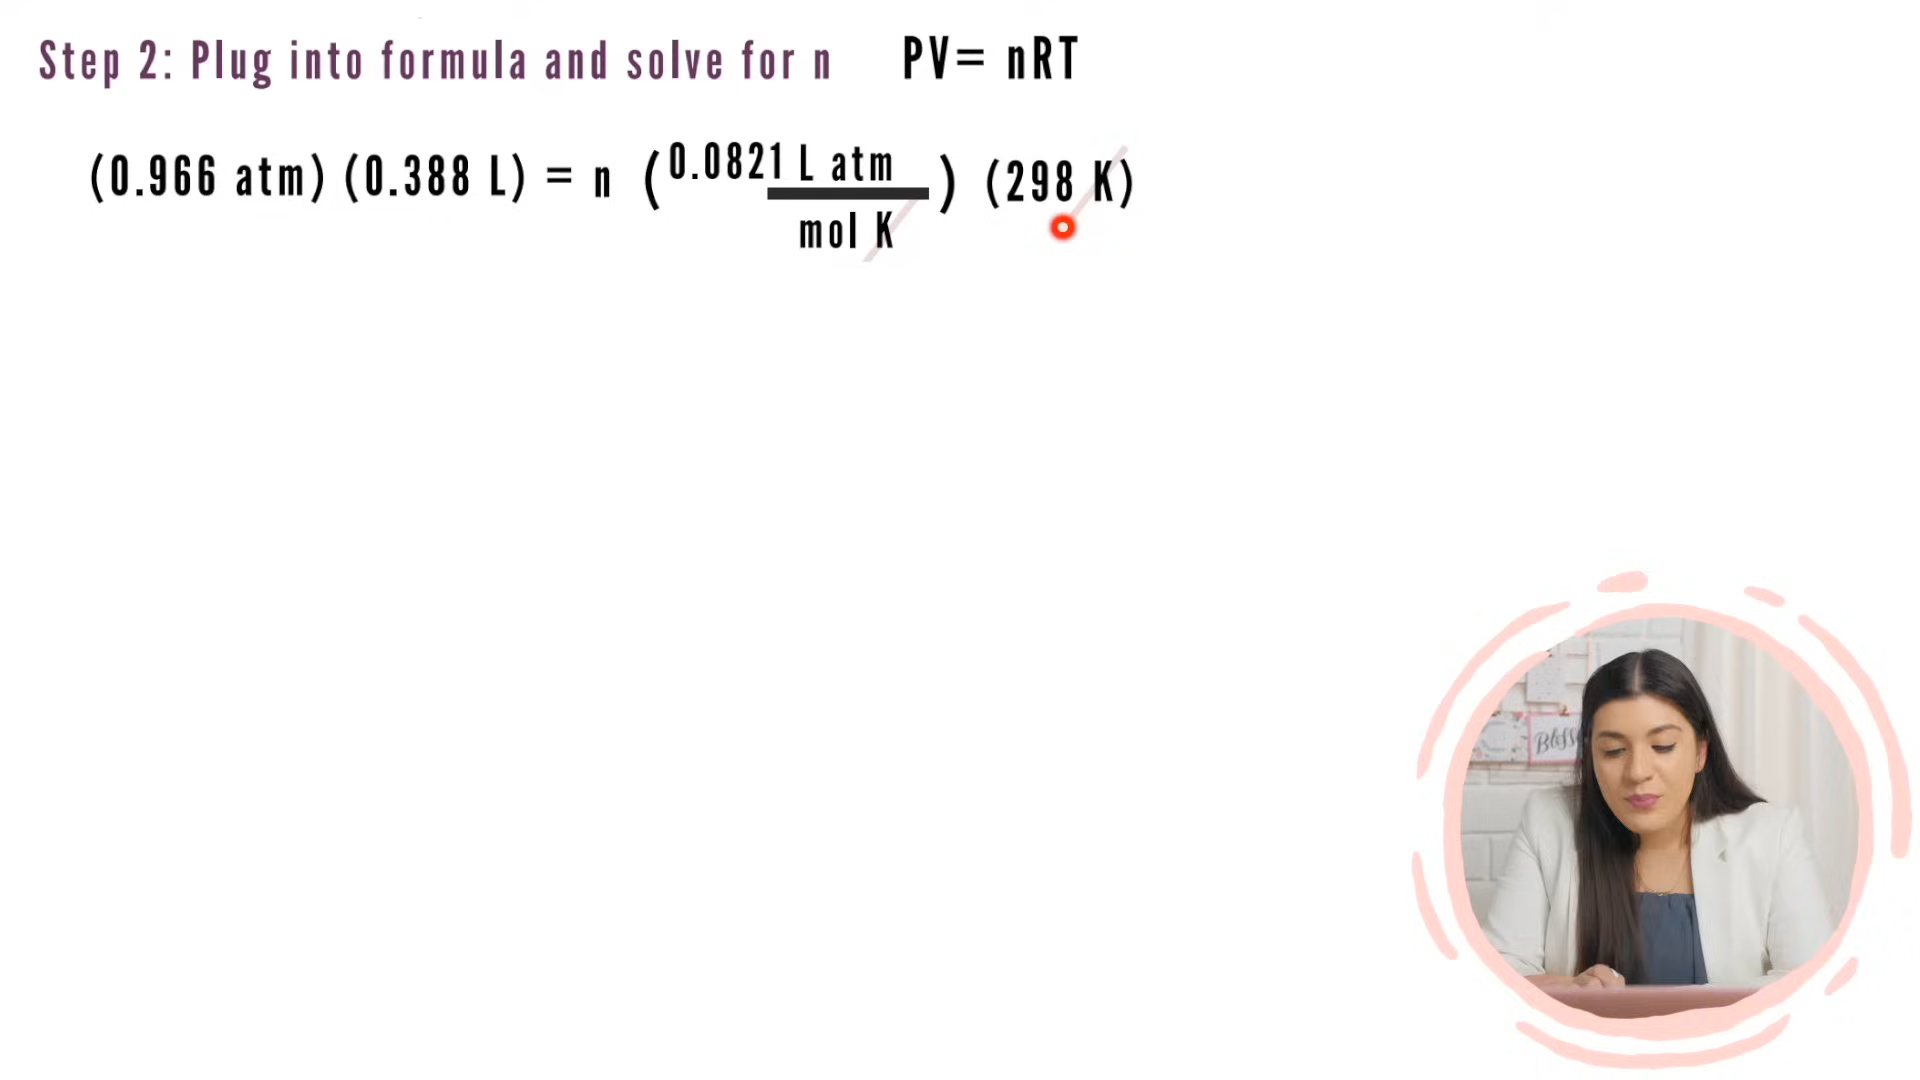 Step 2: Plug into formula and solve for n PV= nRT
(0.966 atm) (0.388 L) = n (0.0821 L atm / mol K) (298 K)